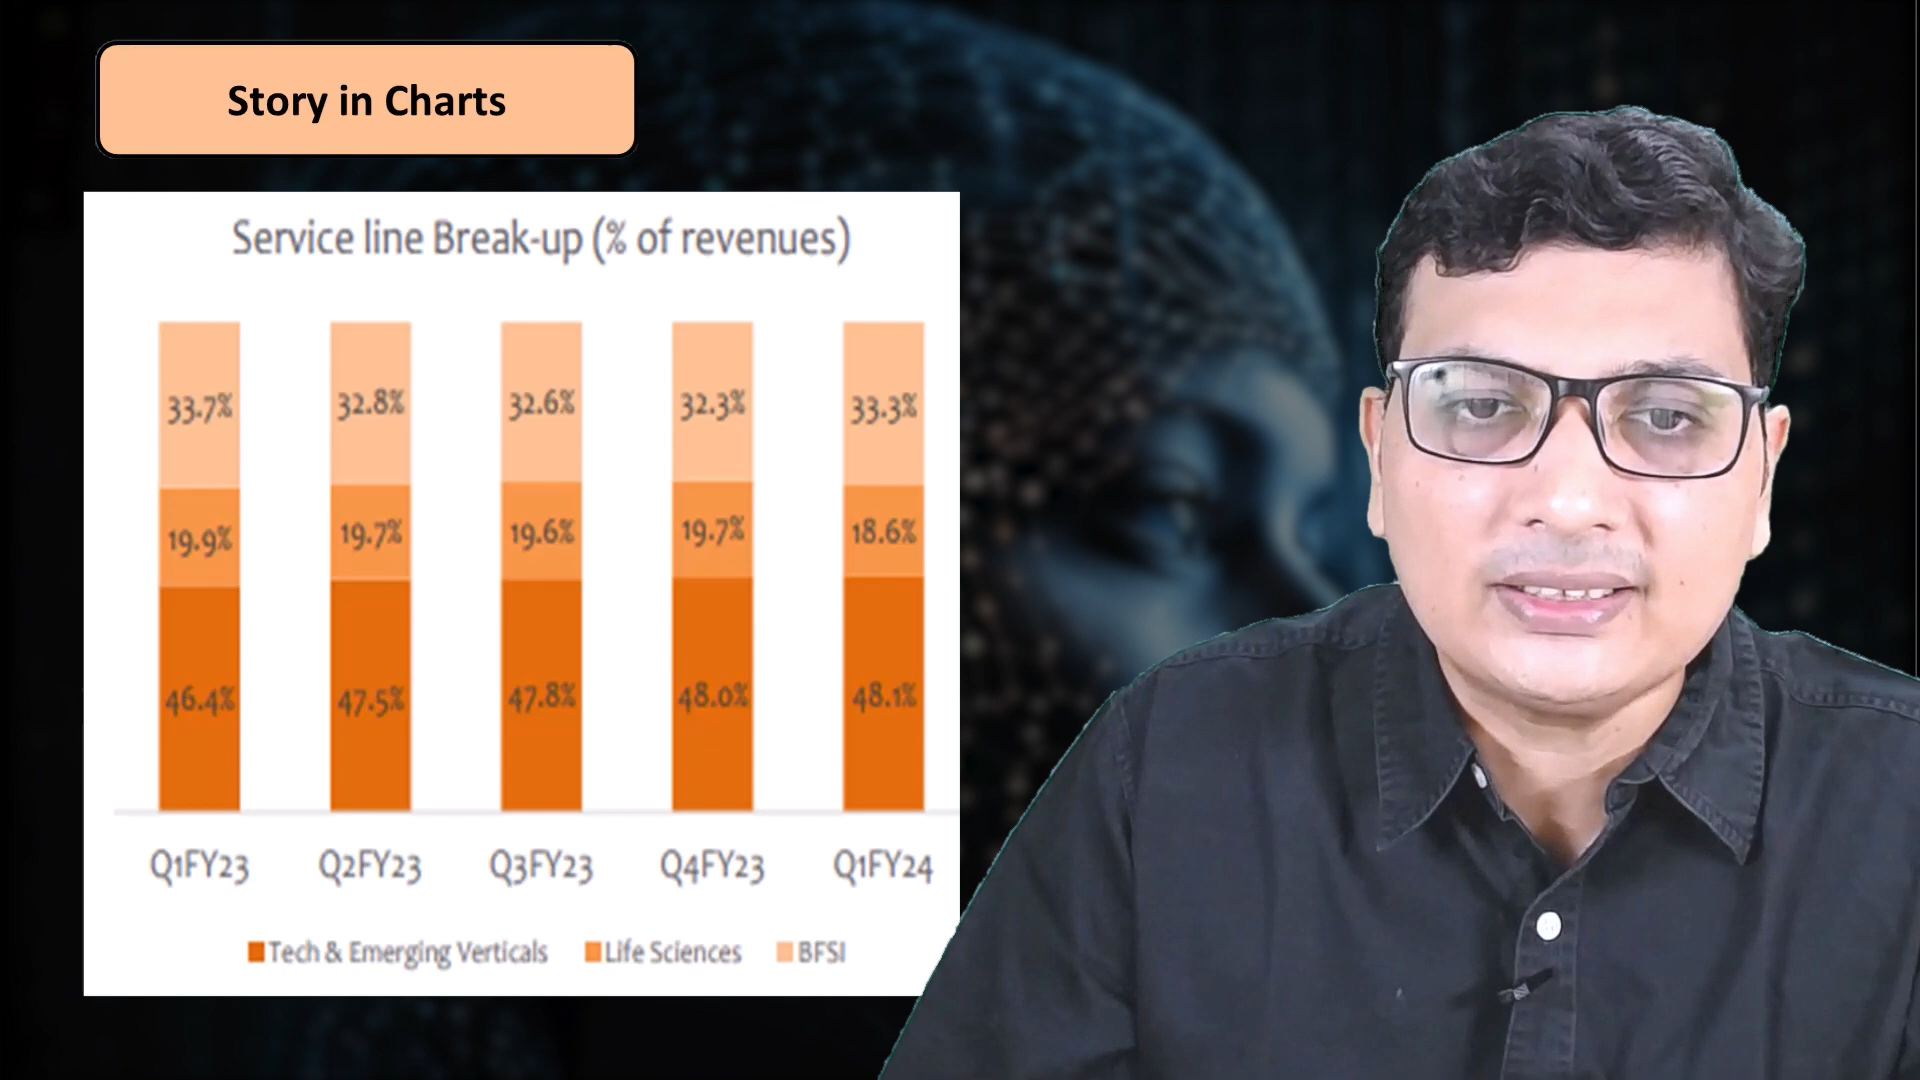 Story in Charts
Service line Break-up (% of revenues)
33.7% 32.8% 32.6% 32.3% 33.3%
19.9% 19.7% 19.6% 19.7% 18.6%
46.4% 47.5% 47.8% 48.0% 48.1%
Q1FY23 Q2FY23 Q3FY23 Q4FY23 Q1FY24
Tech & Emerging Verticals Life Sciences BFSI